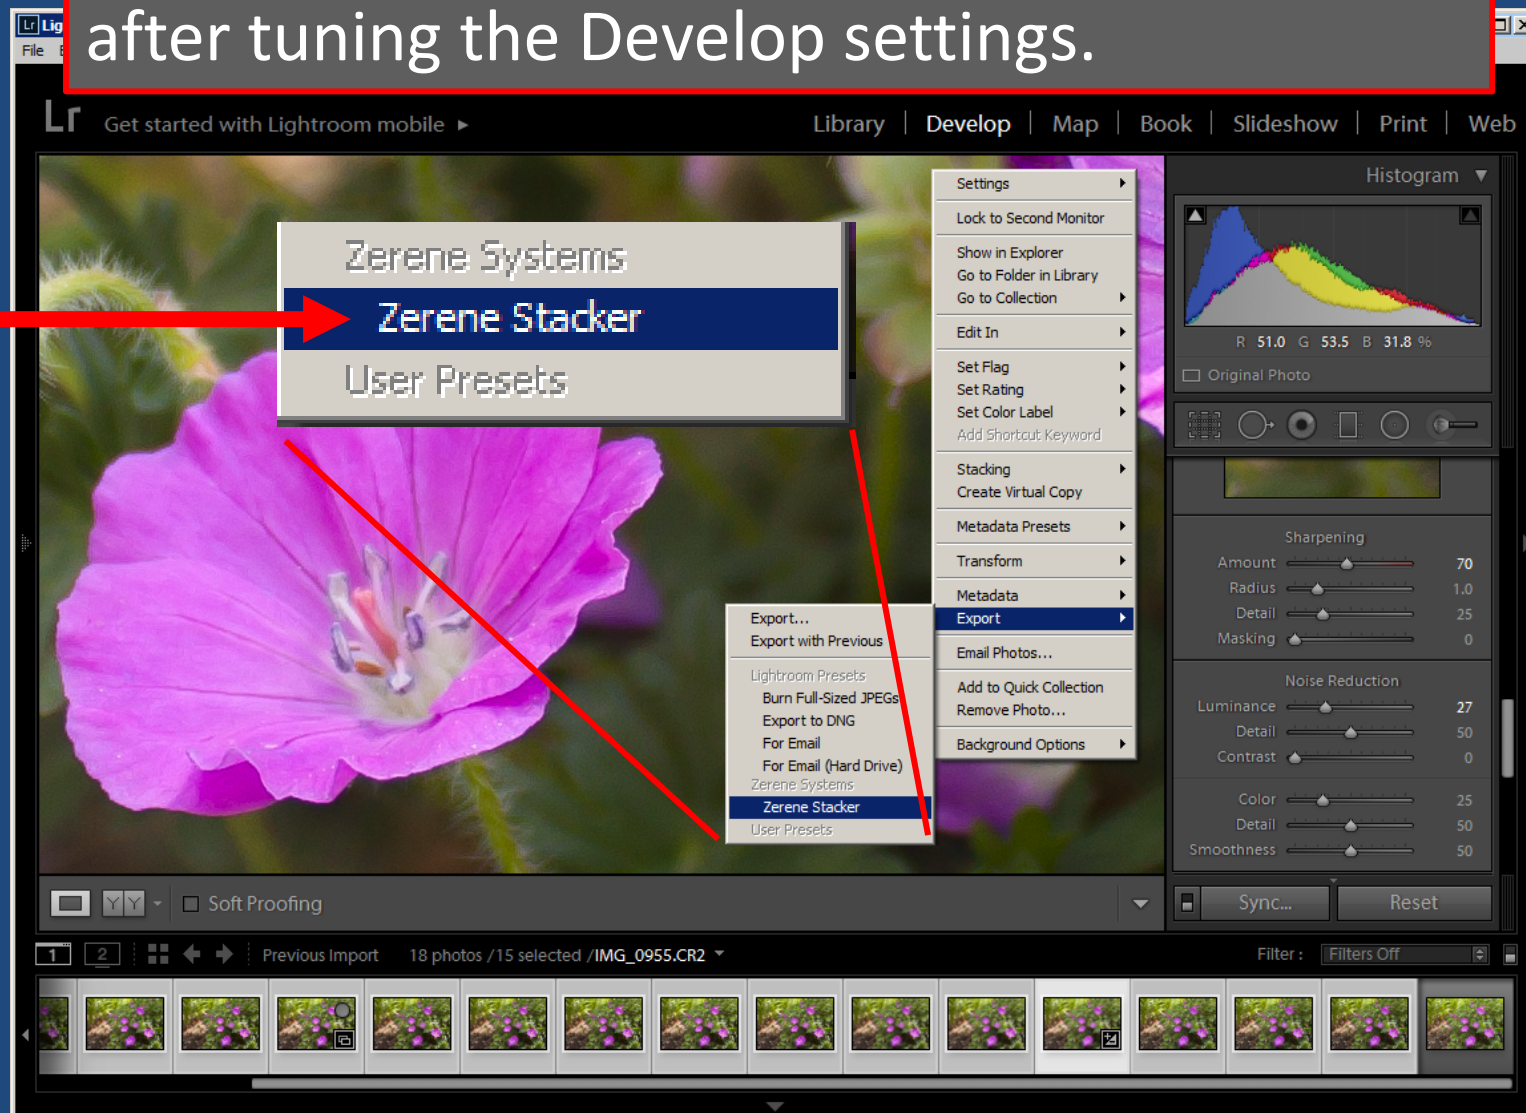 after tuning the Develop settings.
Lr Lig
File
Lr Get started with Lightroom mobile ▶
Library | Develop | Map | Book | Slideshow | Print | Web
Zerene Systems
Zerene Stacker
User Presets
Settings
Lock to Second Monitor
Show in Explorer
Go to Folder in Library
Go to Collection
Edit In
Set Flag
Set Rating
Set Color Label
Add Shortcut Keyword
Stacking
Create Virtual Copy
Metadata Presets
Transform
Metadata
Export
Email Photos...
Add to Quick Collection
Remove Photo...
Background Options
Export...
Export with Previous
Lightroom Presets
Burn Full-Sized JPEGs
Export to DNG
For Email
For Email (Hard Drive)
Zerene Systems
Zerene Stacker
User Presets
Histogram
R 51.0 G 53.5 B 31.8 %
Original Photo
Sharpening
Amount 70
Radius 1.0
Detail 25
Masking 0
Noise Reduction
Luminance 27
Detail 50
Contrast 0
Color 25
Detail 50
Smoothness 50
Sync... Reset
YY Soft Proofing
1 2 Previous Import 18 photos / 15 selected / IMG_0955.CR2
Filter : Filters Off